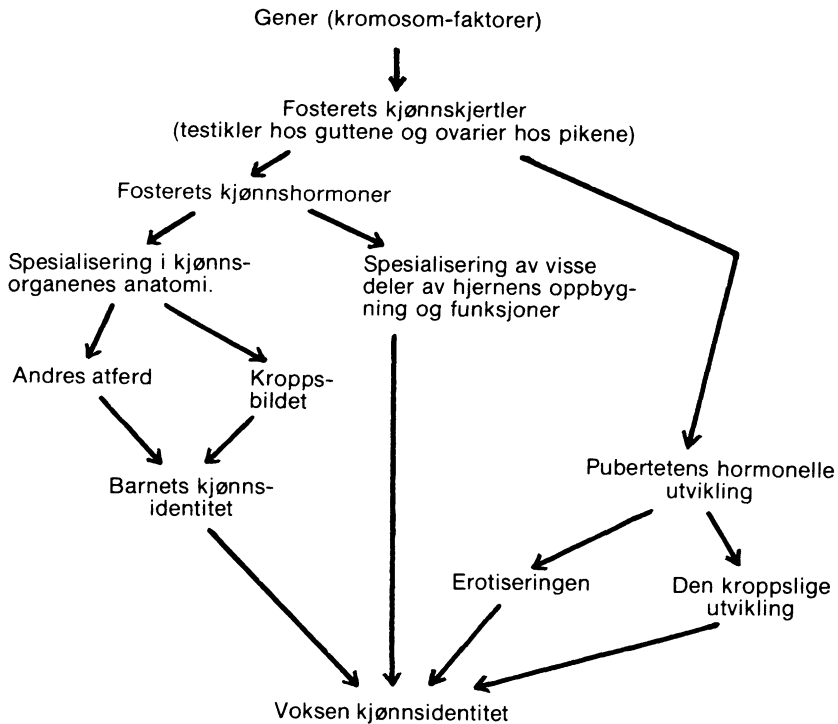 Gener (kromosom-faktorer)
Fosterets kjønnskjertler
(testikler hos guttene og ovarier hos pikene)
Fosterets kjønnshormoner
Spesialisering i kjønns-
organenes anatomi.
Spesialisering av visse
deler av hjernens oppbyg-
ning og funksjoner
Andres atferd
Kropps-
bildet
Barnets kjønns-
identitet
Pubertetens hormonelle
utvikling
Erotiseringen
Den kroppslige
utvikling
Voksen kjønnsidentitet